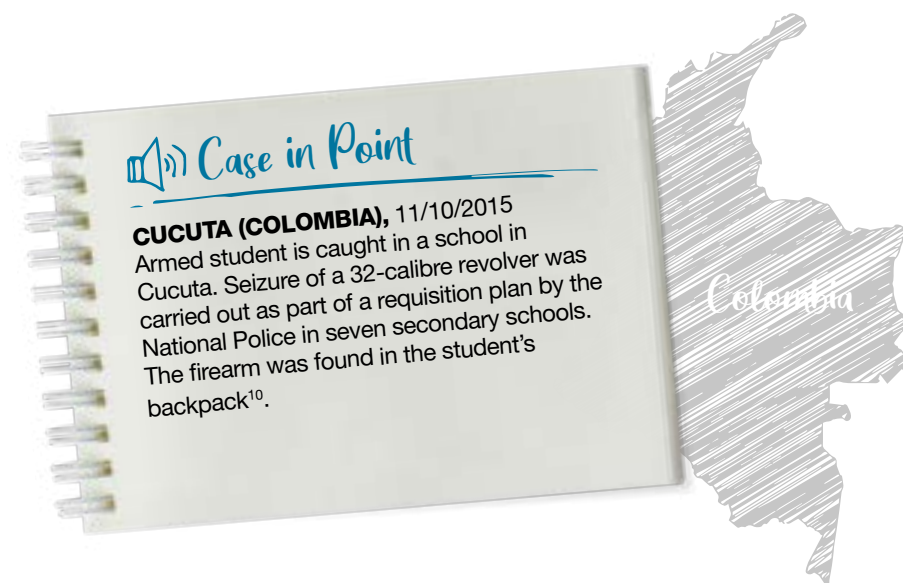 Case in Point
CUCUTA (COLOMBIA), 11/10/2015
Armed student is caught in a school in
Cucuta. Seizure of a 32-calibre revolver was
carried out as part of a requisition plan by the
National Police in seven secondary schools.
The firearm was found in the student's
backpack¹⁰.
Colombia